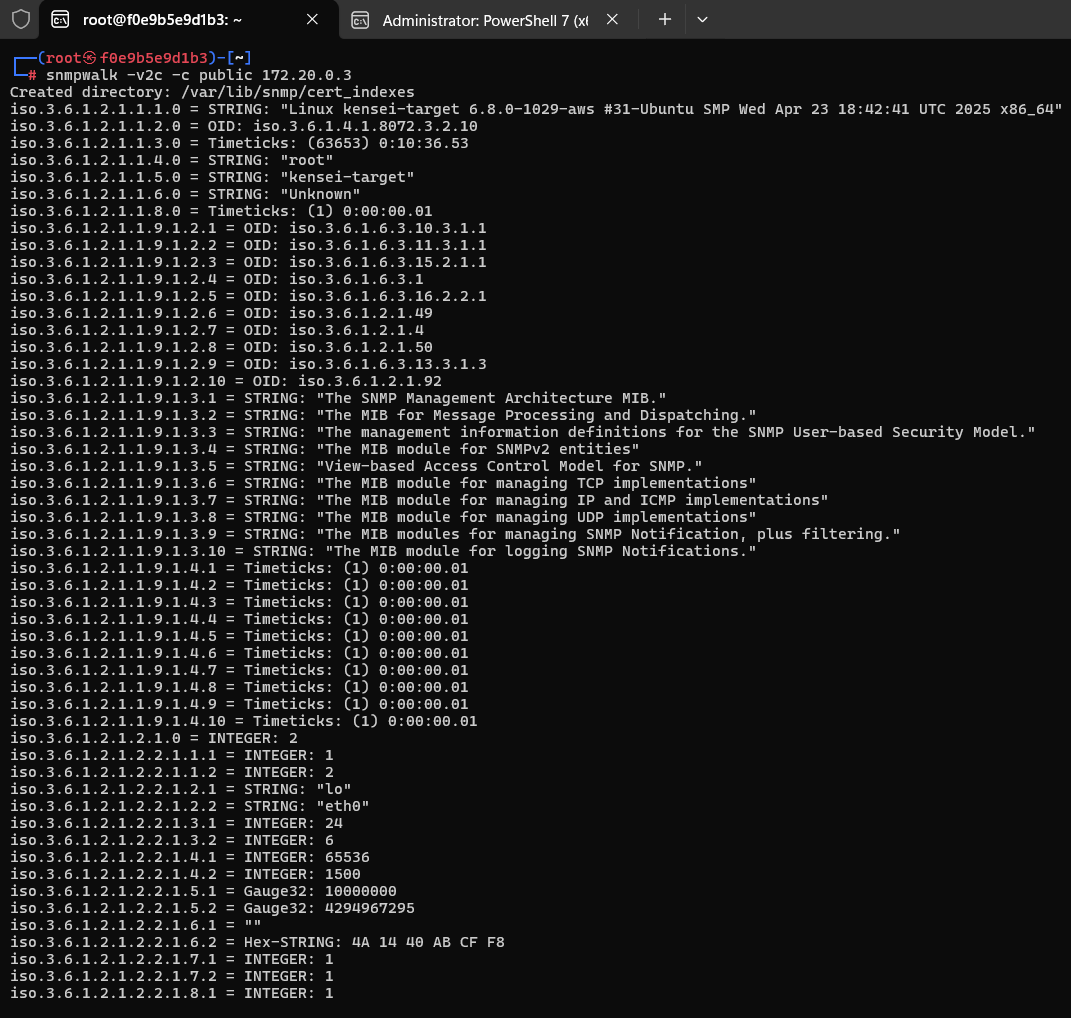 root@f0e9b5e9d1b3: ~
Administrator: PowerShell 7 (x
(root㉿f0e9b5e9d1b3)-[~]
# snmpwalk -v2c -c public 172.20.0.3
Created directory: /var/lib/snmp/cert_indexes
iso.3.6.1.2.1.1.1.0 = STRING: "Linux kensei-target 6.8.0-1029-aws #31-Ubuntu SMP Wed Apr 23 18:42:41 UTC 2025 x86_64"
iso.3.6.1.2.1.1.2.0 = OID: iso.3.6.1.4.1.8072.3.2.10
iso.3.6.1.2.1.1.3.0 = Timeticks: (63653) 0:10:36.53
iso.3.6.1.2.1.1.4.0 = STRING: "root"
iso.3.6.1.2.1.1.5.0 = STRING: "kensei-target"
iso.3.6.1.2.1.1.6.0 = STRING: "Unknown"
iso.3.6.1.2.1.1.8.0 = Timeticks: (1) 0:00:00.01
iso.3.6.1.2.1.1.9.1.2.1 = OID: iso.3.6.1.6.3.10.3.1.1
iso.3.6.1.2.1.1.9.1.2.2 = OID: iso.3.6.1.6.3.11.3.1.1
iso.3.6.1.2.1.1.9.1.2.3 = OID: iso.3.6.1.6.3.15.2.1.1
iso.3.6.1.2.1.1.9.1.2.4 = OID: iso.3.6.1.6.3.1
iso.3.6.1.2.1.1.9.1.2.5 = OID: iso.3.6.1.6.3.16.2.2.1
iso.3.6.1.2.1.1.9.1.2.6 = OID: iso.3.6.1.2.1.49
iso.3.6.1.2.1.1.9.1.2.7 = OID: iso.3.6.1.2.1.4
iso.3.6.1.2.1.1.9.1.2.8 = OID: iso.3.6.1.2.1.50
iso.3.6.1.2.1.1.9.1.2.9 = OID: iso.3.6.1.6.3.13.3.1.3
iso.3.6.1.2.1.1.9.1.2.10 = OID: iso.3.6.1.2.1.92
iso.3.6.1.2.1.1.9.1.3.1 = STRING: "The SNMP Management Architecture MIB."
iso.3.6.1.2.1.1.9.1.3.2 = STRING: "The MIB for Message Processing and Dispatching."
iso.3.6.1.2.1.1.9.1.3.3 = STRING: "The management information definitions for the SNMP User-based Security Model."
iso.3.6.1.2.1.1.9.1.3.4 = STRING: "The MIB module for SNMPv2 entities"
iso.3.6.1.2.1.1.9.1.3.5 = STRING: "View-based Access Control Model for SNMP."
iso.3.6.1.2.1.1.9.1.3.6 = STRING: "The MIB module for managing TCP implementations"
iso.3.6.1.2.1.1.9.1.3.7 = STRING: "The MIB module for managing IP and ICMP implementations"
iso.3.6.1.2.1.1.9.1.3.8 = STRING: "The MIB module for managing UDP implementations"
iso.3.6.1.2.1.1.9.1.3.9 = STRING: "The MIB modules for managing SNMP Notification, plus filtering."
iso.3.6.1.2.1.1.9.1.3.10 = STRING: "The MIB module for logging SNMP Notifications."
iso.3.6.1.2.1.1.9.1.4.1 = Timeticks: (1) 0:00:00.01
iso.3.6.1.2.1.1.9.1.4.2 = Timeticks: (1) 0:00:00.01
iso.3.6.1.2.1.1.9.1.4.3 = Timeticks: (1) 0:00:00.01
iso.3.6.1.2.1.1.9.1.4.4 = Timeticks: (1) 0:00:00.01
iso.3.6.1.2.1.1.9.1.4.5 = Timeticks: (1) 0:00:00.01
iso.3.6.1.2.1.1.9.1.4.6 = Timeticks: (1) 0:00:00.01
iso.3.6.1.2.1.1.9.1.4.7 = Timeticks: (1) 0:00:00.01
iso.3.6.1.2.1.1.9.1.4.8 = Timeticks: (1) 0:00:00.01
iso.3.6.1.2.1.1.9.1.4.9 = Timeticks: (1) 0:00:00.01
iso.3.6.1.2.1.1.9.1.4.10 = Timeticks: (1) 0:00:00.01
iso.3.6.1.2.1.2.1.0 = INTEGER: 2
iso.3.6.1.2.1.2.2.1.1.1 = INTEGER: 1
iso.3.6.1.2.1.2.2.1.1.2 = INTEGER: 2
iso.3.6.1.2.1.2.2.1.2.1 = STRING: "lo"
iso.3.6.1.2.1.2.2.1.2.2 = STRING: "eth0"
iso.3.6.1.2.1.2.2.1.3.1 = INTEGER: 24
iso.3.6.1.2.1.2.2.1.3.2 = INTEGER: 6
iso.3.6.1.2.1.2.2.1.4.1 = INTEGER: 65536
iso.3.6.1.2.1.2.2.1.4.2 = INTEGER: 1500
iso.3.6.1.2.1.2.2.1.5.1 = Gauge32: 10000000
iso.3.6.1.2.1.2.2.1.5.2 = Gauge32: 4294967295
iso.3.6.1.2.1.2.2.1.6.1 = ""
iso.3.6.1.2.1.2.2.1.6.2 = Hex-STRING: 4A 14 40 AB CF F8
iso.3.6.1.2.1.2.2.1.7.1 = INTEGER: 1
iso.3.6.1.2.1.2.2.1.7.2 = INTEGER: 1
iso.3.6.1.2.1.2.2.1.8.1 = INTEGER: 1